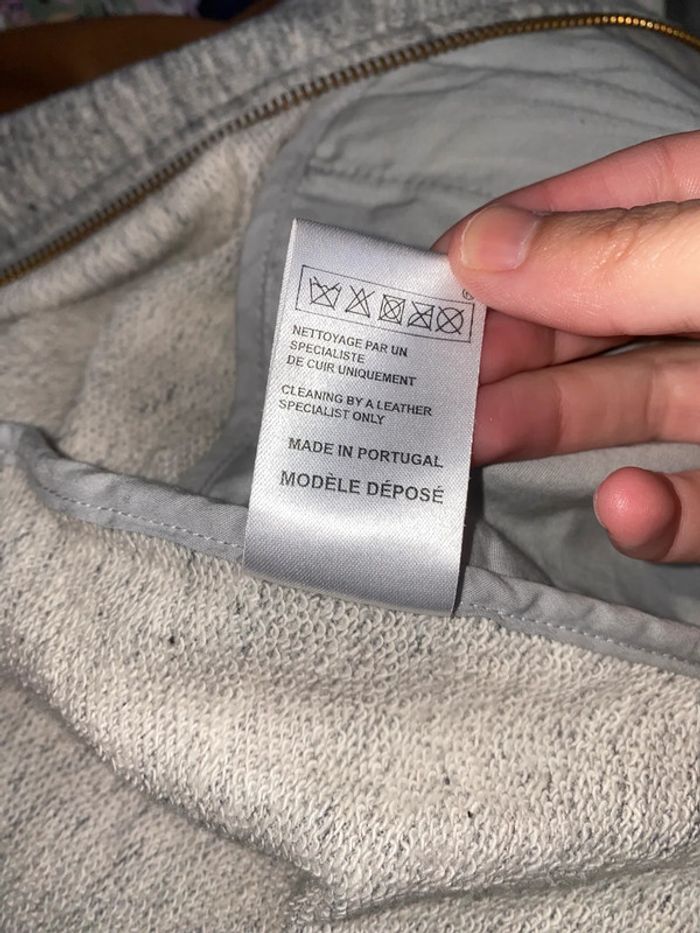 NETTOYAGE PAR UN
SPECIALISTE
DE CUIR UNIQUEMENT
CLEANING BY A LEATHER
SPECIALIST ONLY
MADE IN PORTUGAL
MODÈLE DÉPOSÉ